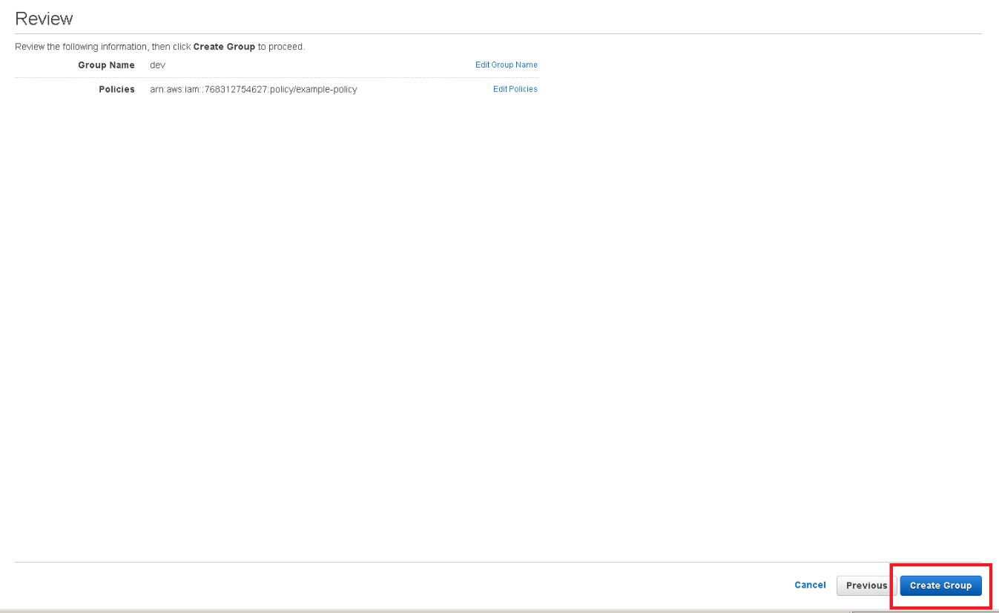 Review
Review the following information, then click Create Group to proceed.
Group Name dev Edit Group Name
Policies arn:aws:iam::768312754627:policy/example-policy Edit Policies
Cancel Previous Create Group